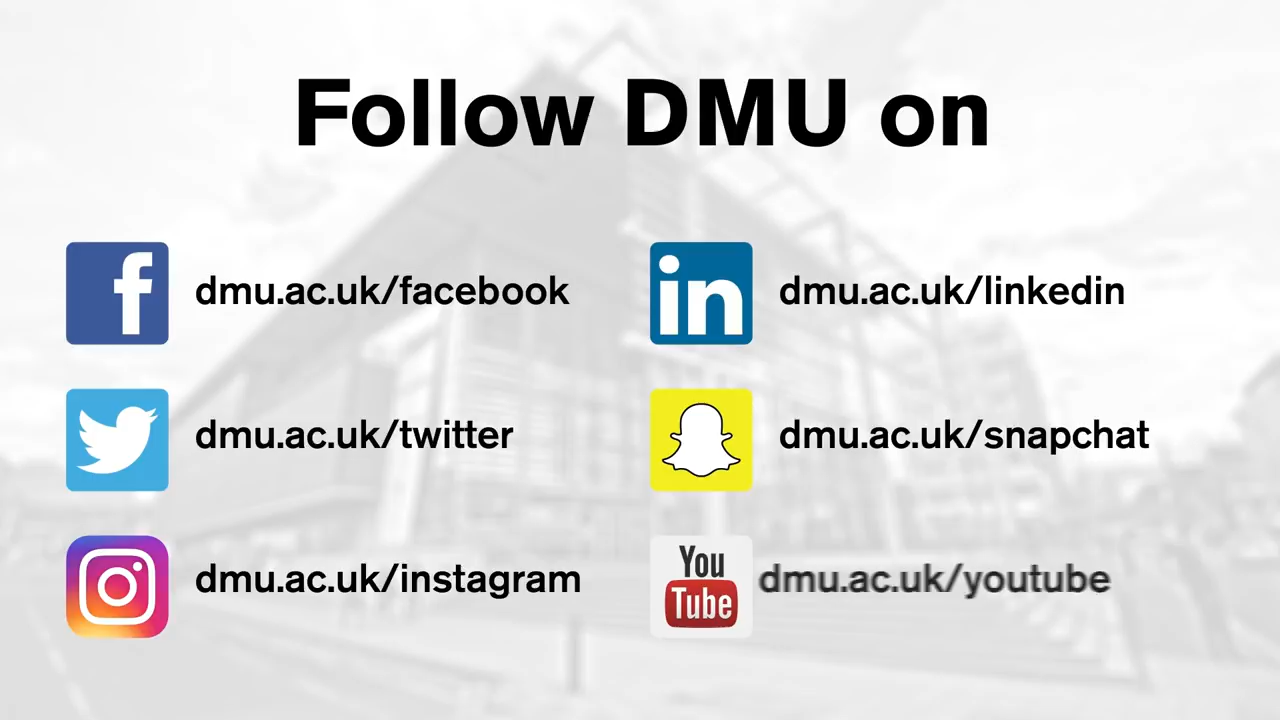 Follow DMU on
dmu.ac.uk/facebook
dmu.ac.uk/twitter
dmu.ac.uk/instagram
in dmu.ac.uk/linkedin
dmu.ac.uk/snapchat
You
Tube
dmu.ac.uk/youtube